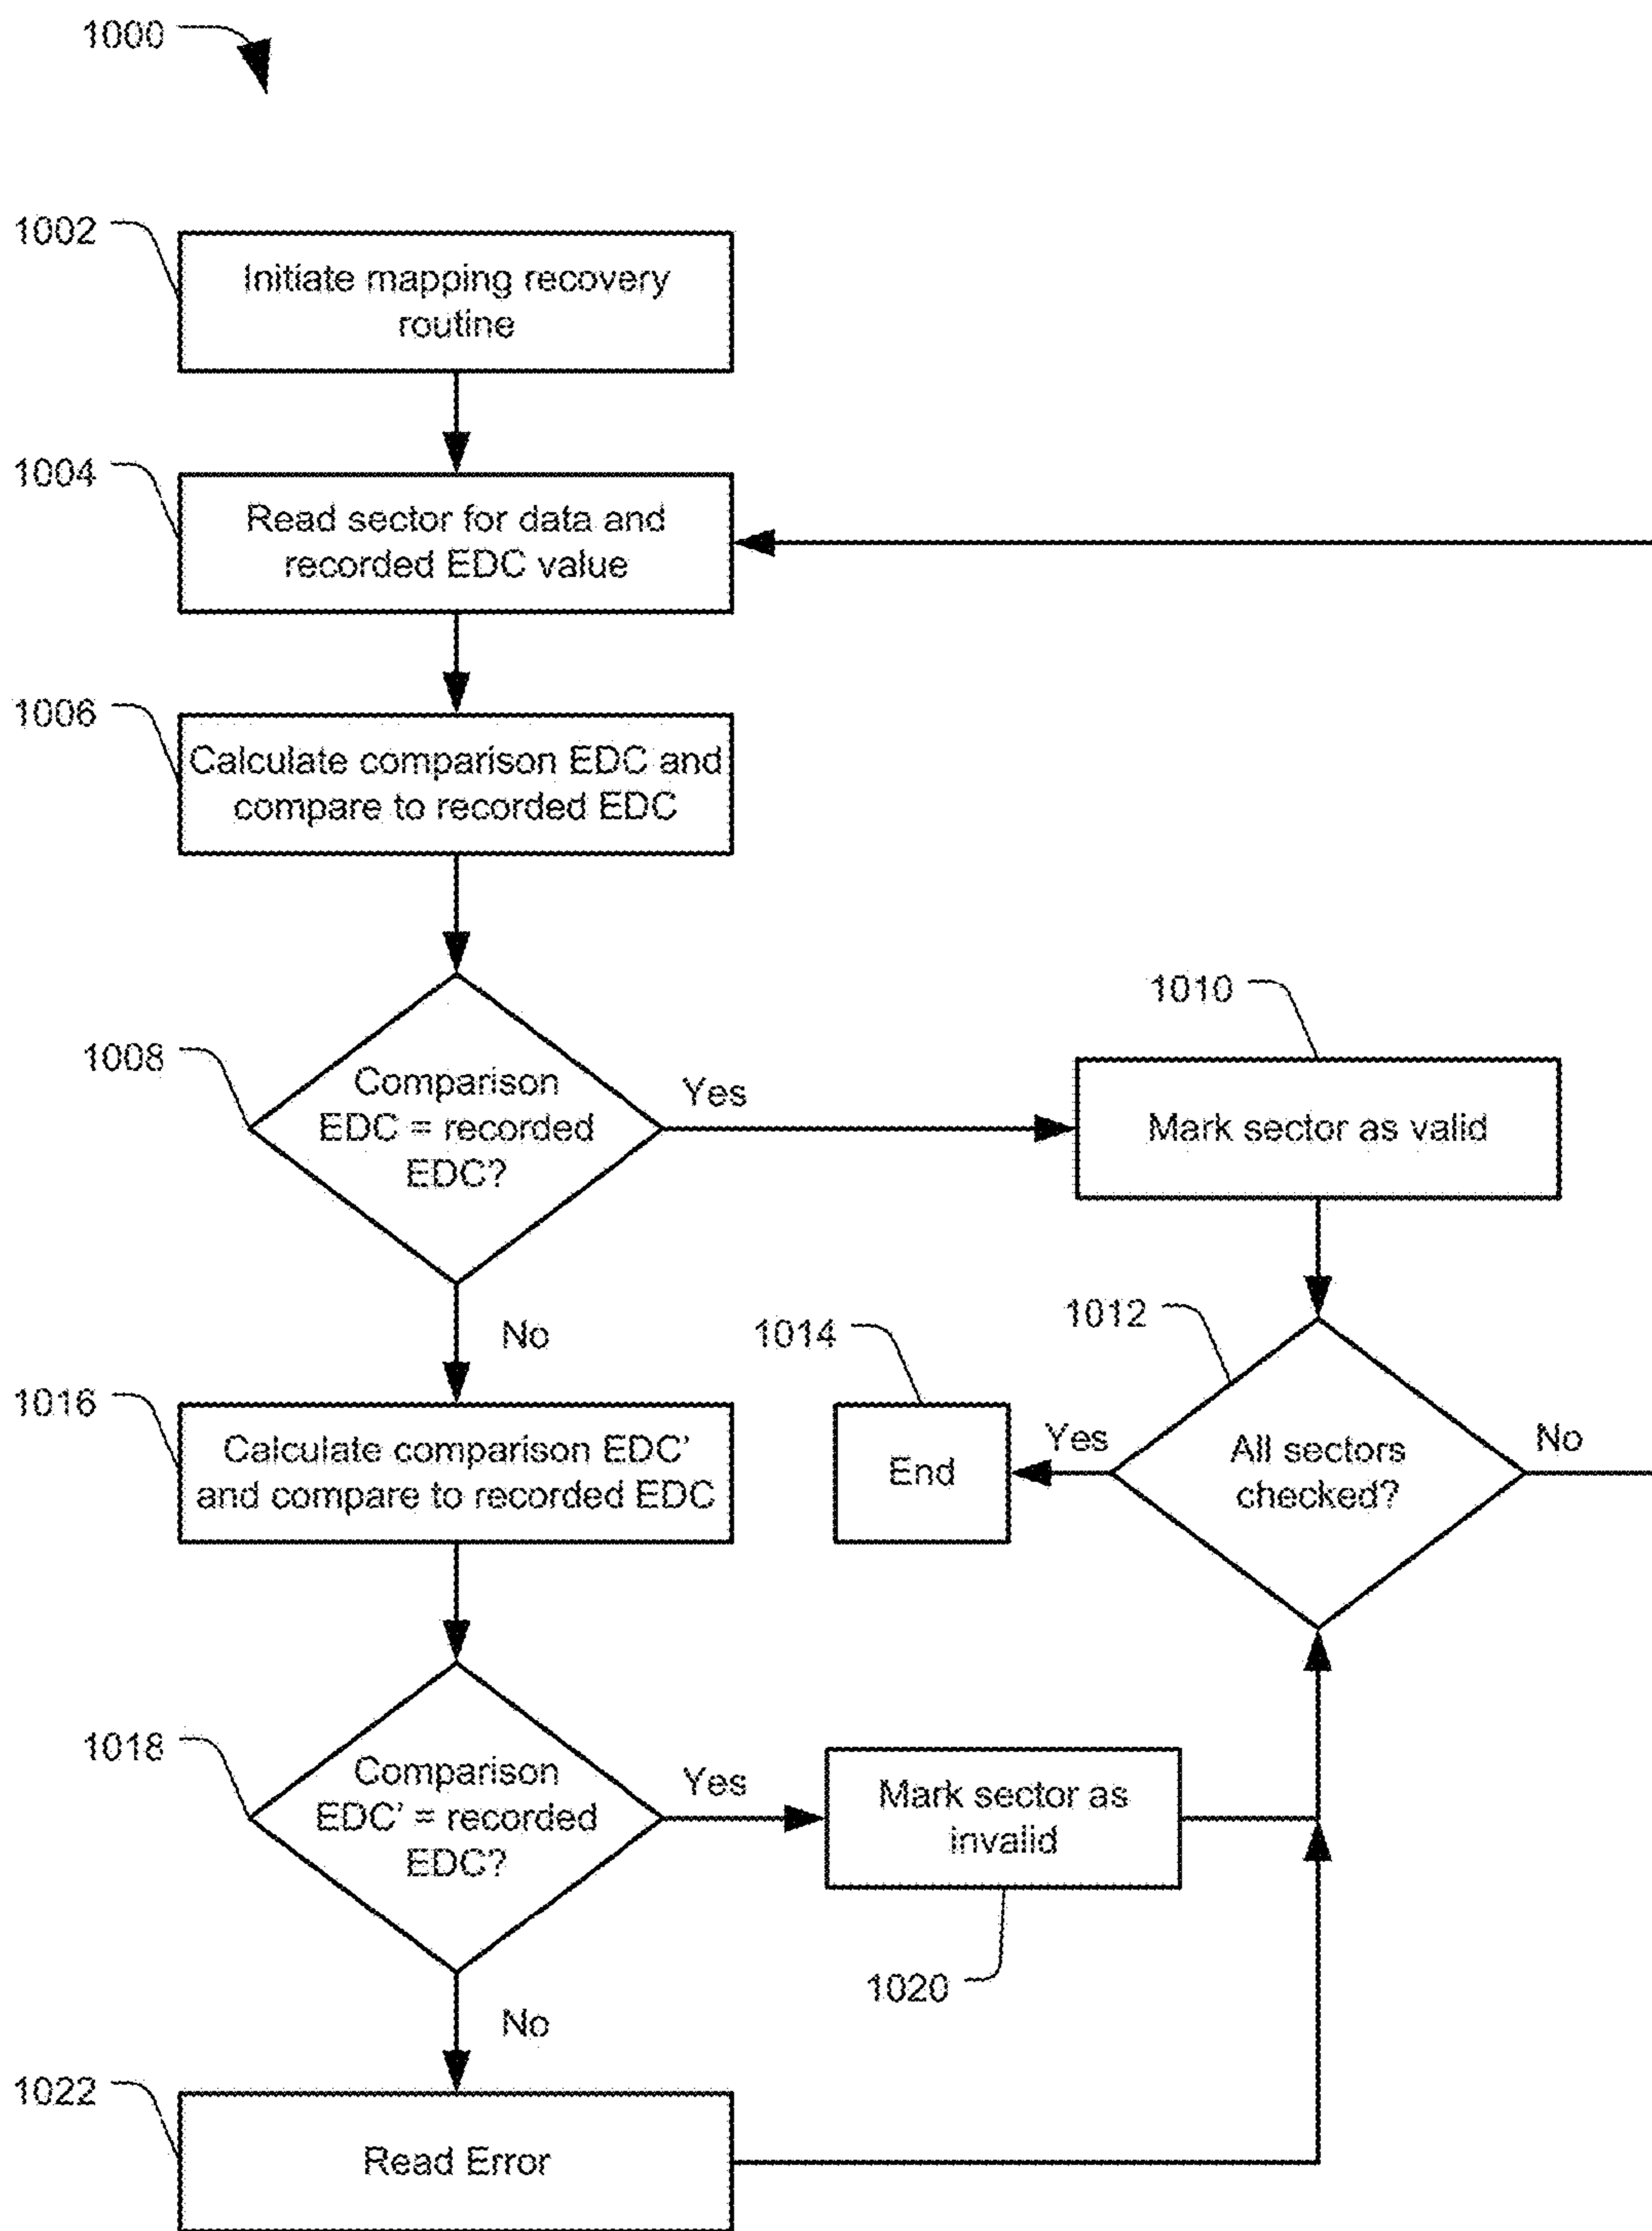 1000
1002
Initiate mapping recovery
routine
1004
Read sector for data and
recorded EDC value
1006
Calculate comparison EDC and
compare to recorded EDC
1008
Comparison
EDC = recorded
EDC?
Yes
1010
Mark sector as valid
No
1012
All sectors
checked?
Yes
No
1014
End
1016
Calculate comparison EDC'
and compare to recorded EDC
1018
Comparison
EDC' = recorded
EDC?
Yes
Mark sector as
invalid
1020
No
1022
Read Error